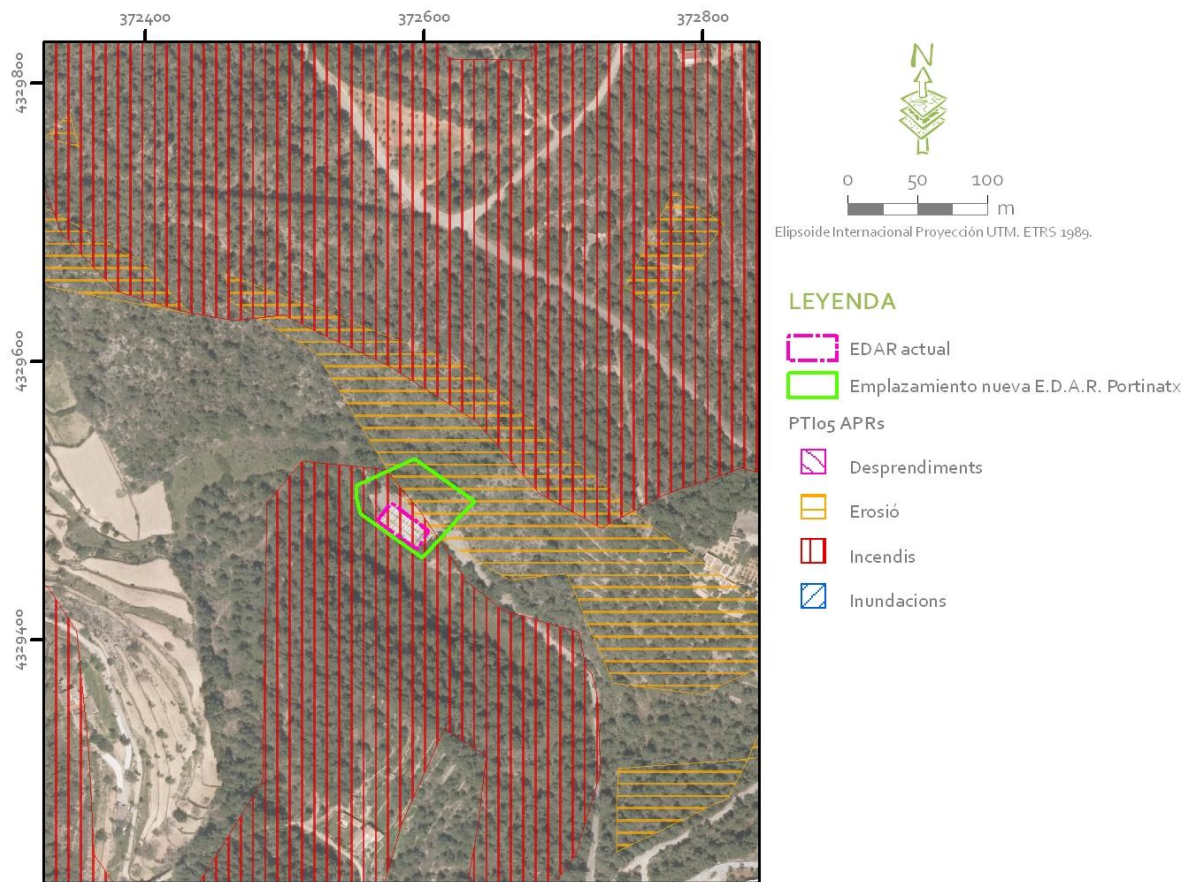 372400
372600
372800
4329800
4329600
4329400
N
0 50 100
m
Elipsoide Internacional Proyección UTM. ETRS 1989.
LEYENDA
EDAR actual
Emplazamiento nueva E.D.A.R. Portinatx
PTI05 APRs
Desprendiments
Erosió
Incendis
Inundacions